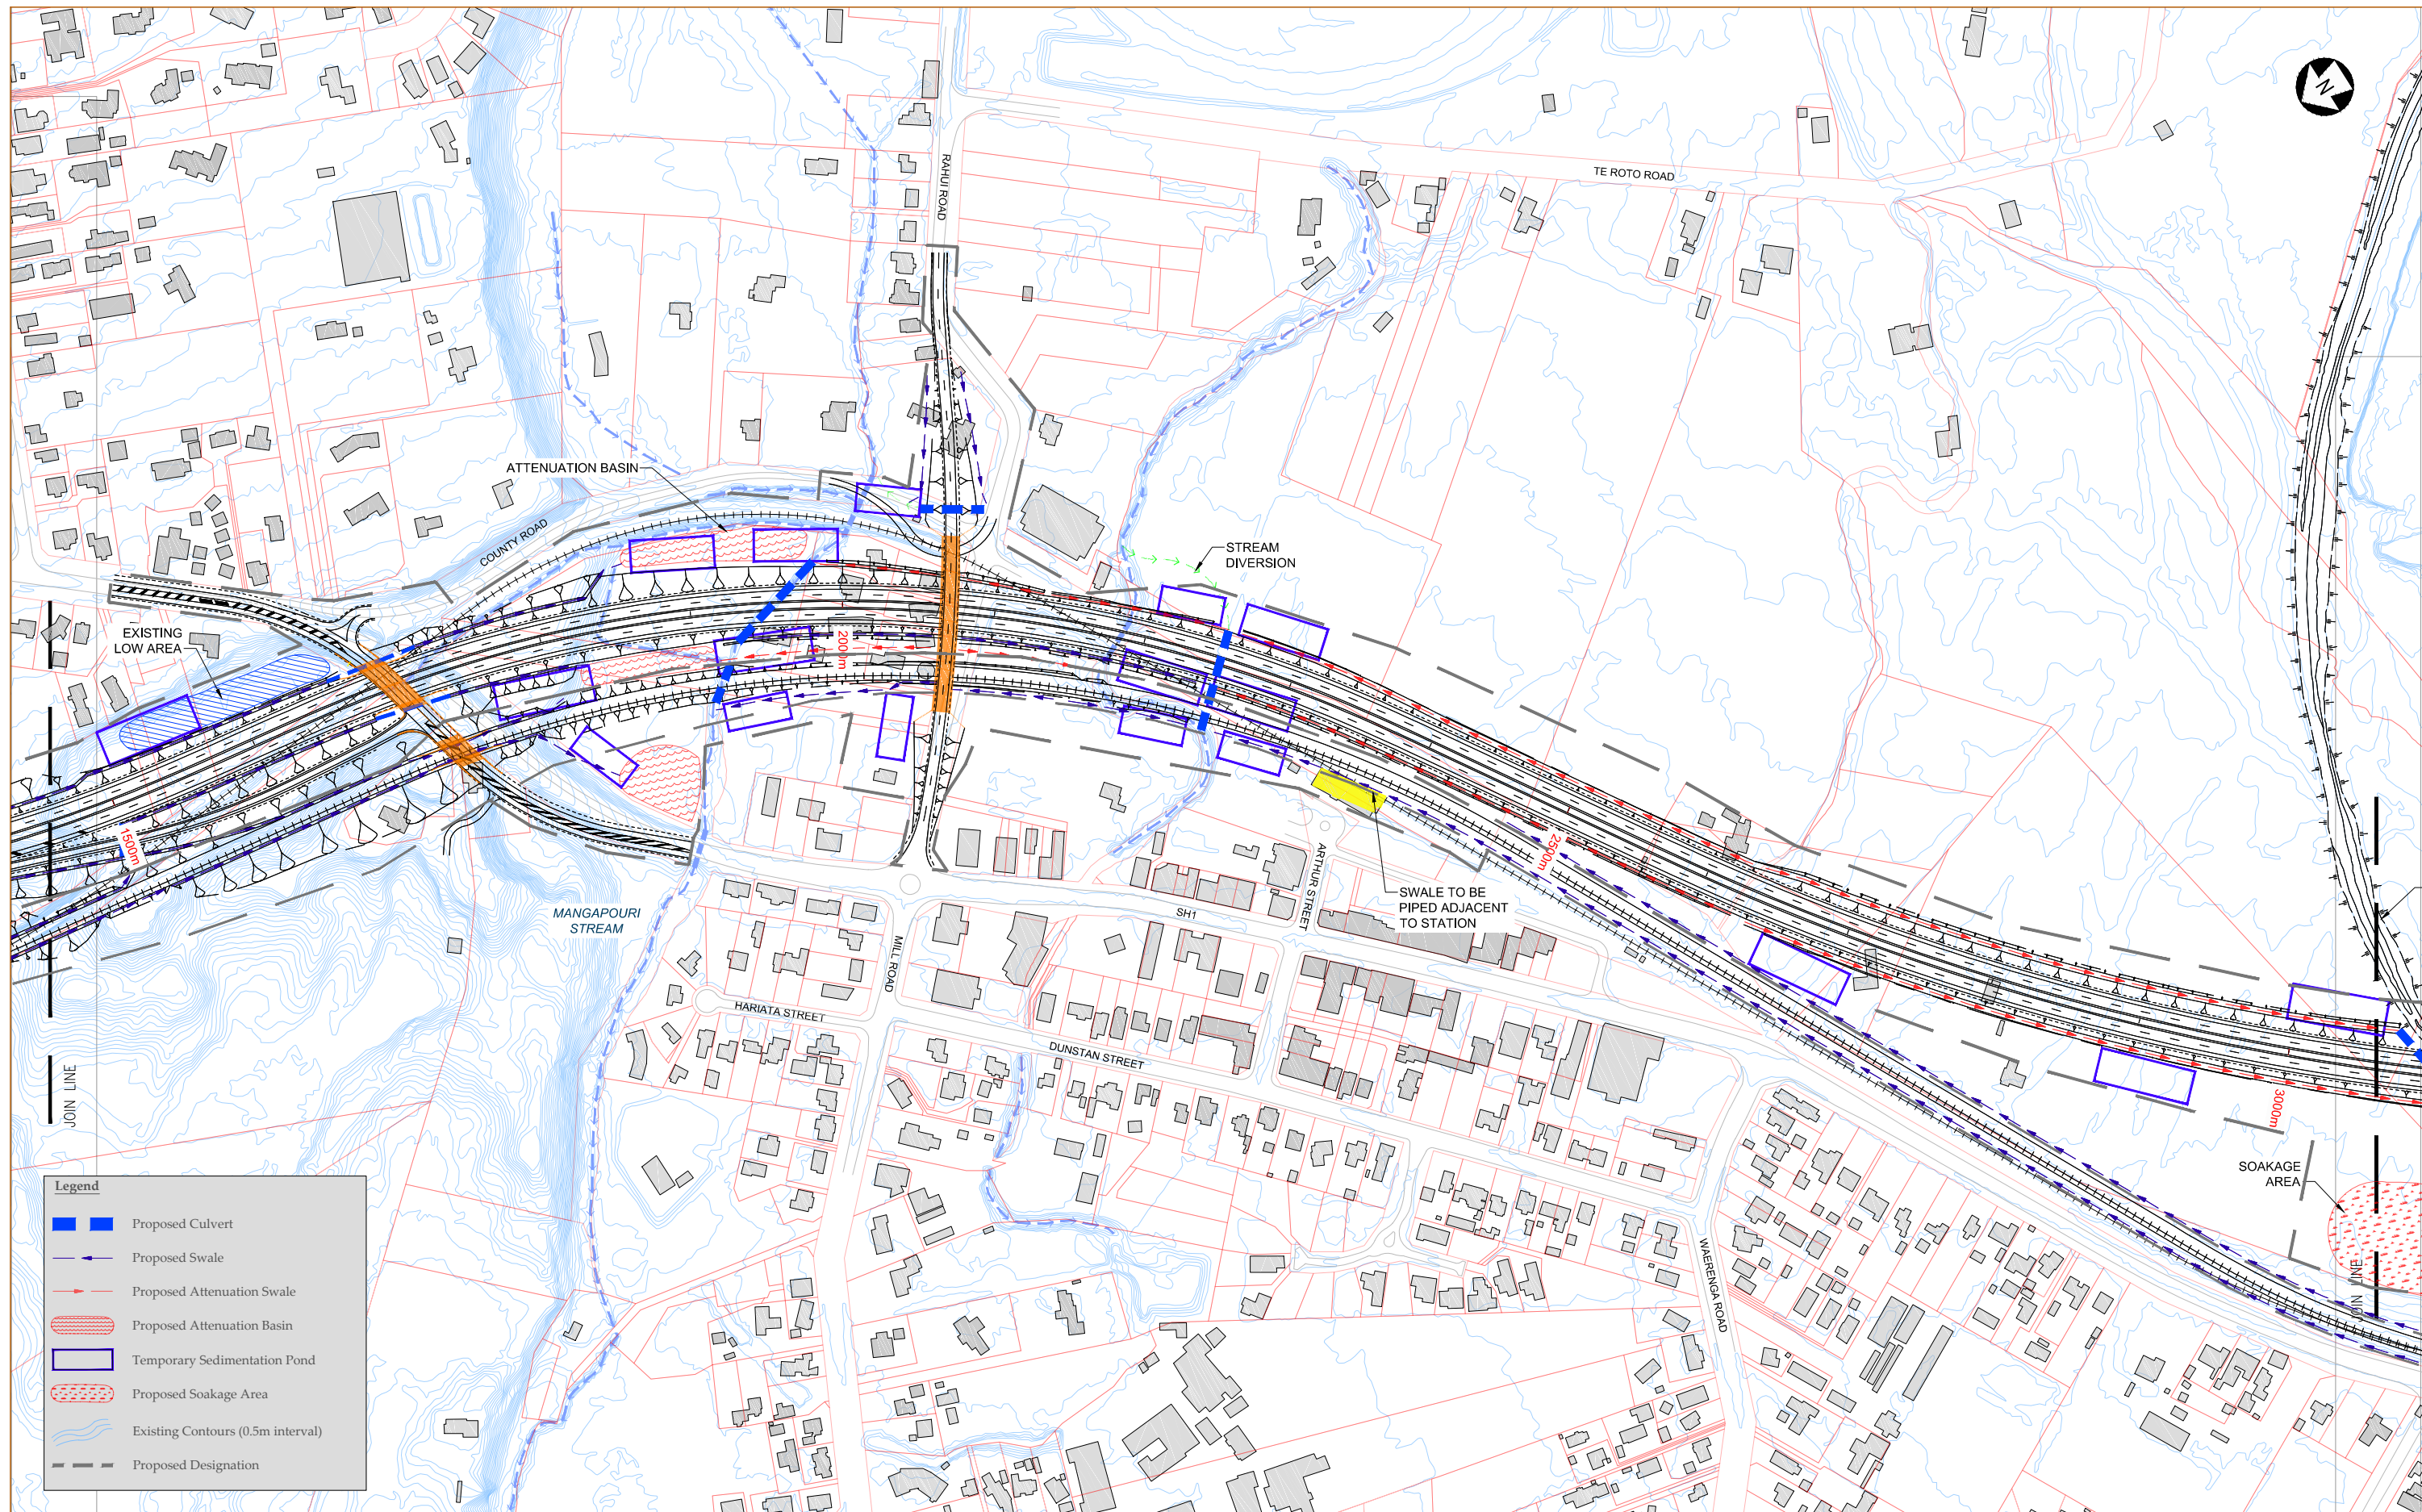 N
RAHUI ROAD
TE ROTO ROAD
ATTENUATION BASIN
COUNTY ROAD
STREAM
DIVERSION
EXISTING
LOW AREA
2000m
1500m
2500m
ARTHUR STREET
SWALE TO BE
PIPED ADJACENT
TO STATION
SH1
MANGAPOURI
STREAM
MILL ROAD
HARIATA STREET
DUNSTAN STREET
JOIN LINE
3000m
SOAKAGE
AREA
WAERENGA ROAD
JOIN LINE
Legend
Proposed Culvert
Proposed Swale
Proposed Attenuation Swale
Proposed Attenuation Basin
Temporary Sedimentation Pond
Proposed Soakage Area
Existing Contours (0.5m interval)
Proposed Designation